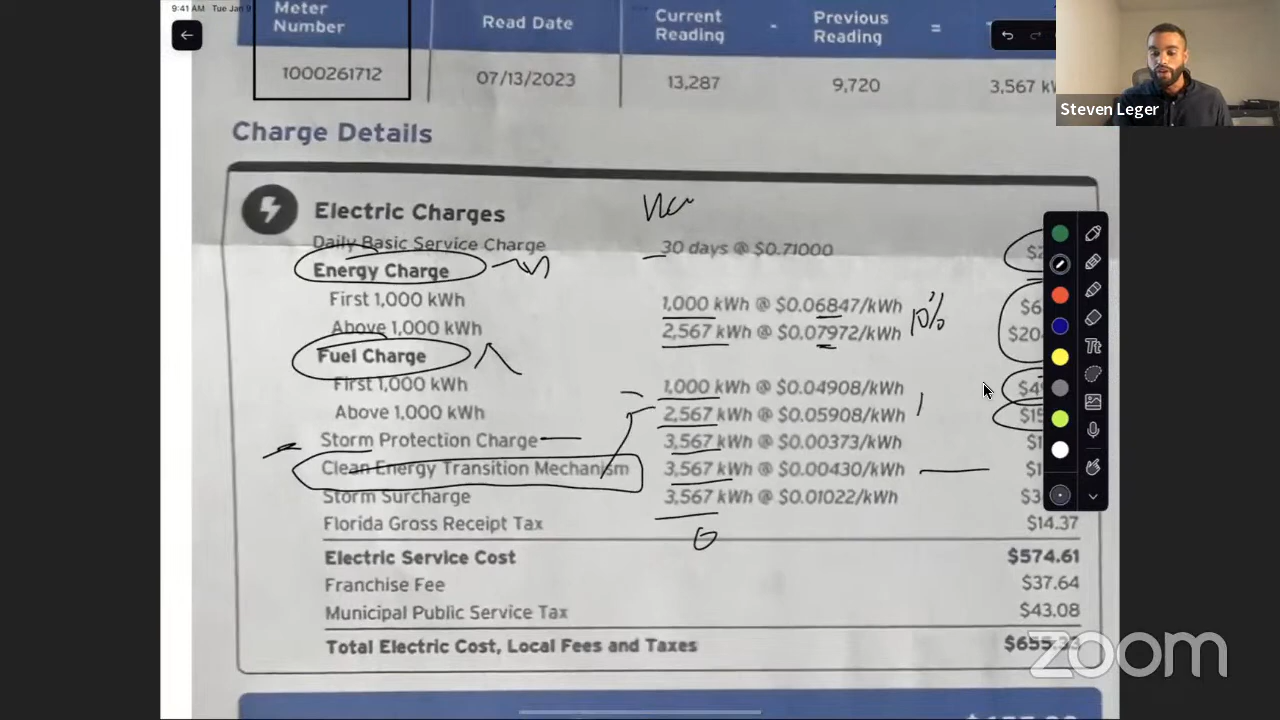 9:41 AM Tue Jan 9
Meter Number
Read Date
Current Reading
-
Previous Reading
=
1000261712
07/13/2023
13,287
9,720
3,567
Steven Leger
Charge Details
Electric Charges
Daily Basic Service Charge 30 days @ $0.71000
Energy Charge
First 1,000 kWh 1,000 kWh @ $0.06847/kWh
Above 1,000 kWh 2,567 kWh @ $0.07972/kWh
10%
Fuel Charge
First 1,000 kWh 1,000 kWh @ $0.04908/kWh
Above 1,000 kWh 2,567 kWh @ $0.05908/kWh
Storm Protection Charge 3,567 kWh @ $0.00373/kWh
Clean Energy Transition Mechanism 3,567 kWh @ $0.00430/kWh
Storm Surcharge 3,567 kWh @ $0.01022/kWh
Florida Gross Receipt Tax $14.37
Electric Service Cost $574.61
Franchise Fee $37.64
Municipal Public Service Tax $43.08
Total Electric Cost, Local Fees and Taxes $655.33
Tt
zoom